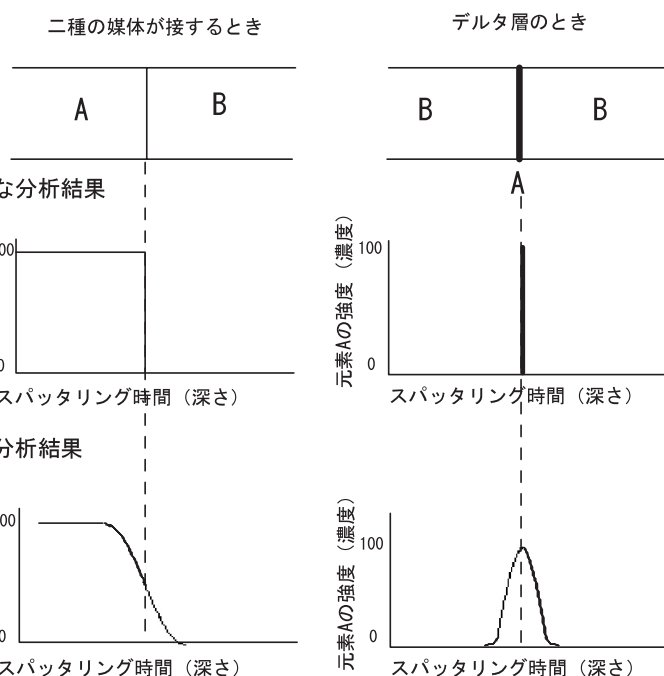 二種の媒体が接するとき
デルタ層のとき
A
B
B
B
A
な分析結果
00
0
スパッタリング時間（深さ）
元素Aの強度（濃度）
100
0
スパッタリング時間（深さ）
分析結果
00
0
スパッタリング時間（深さ）
元素Aの強度（濃度）
100
0
スパッタリング時間（深さ）